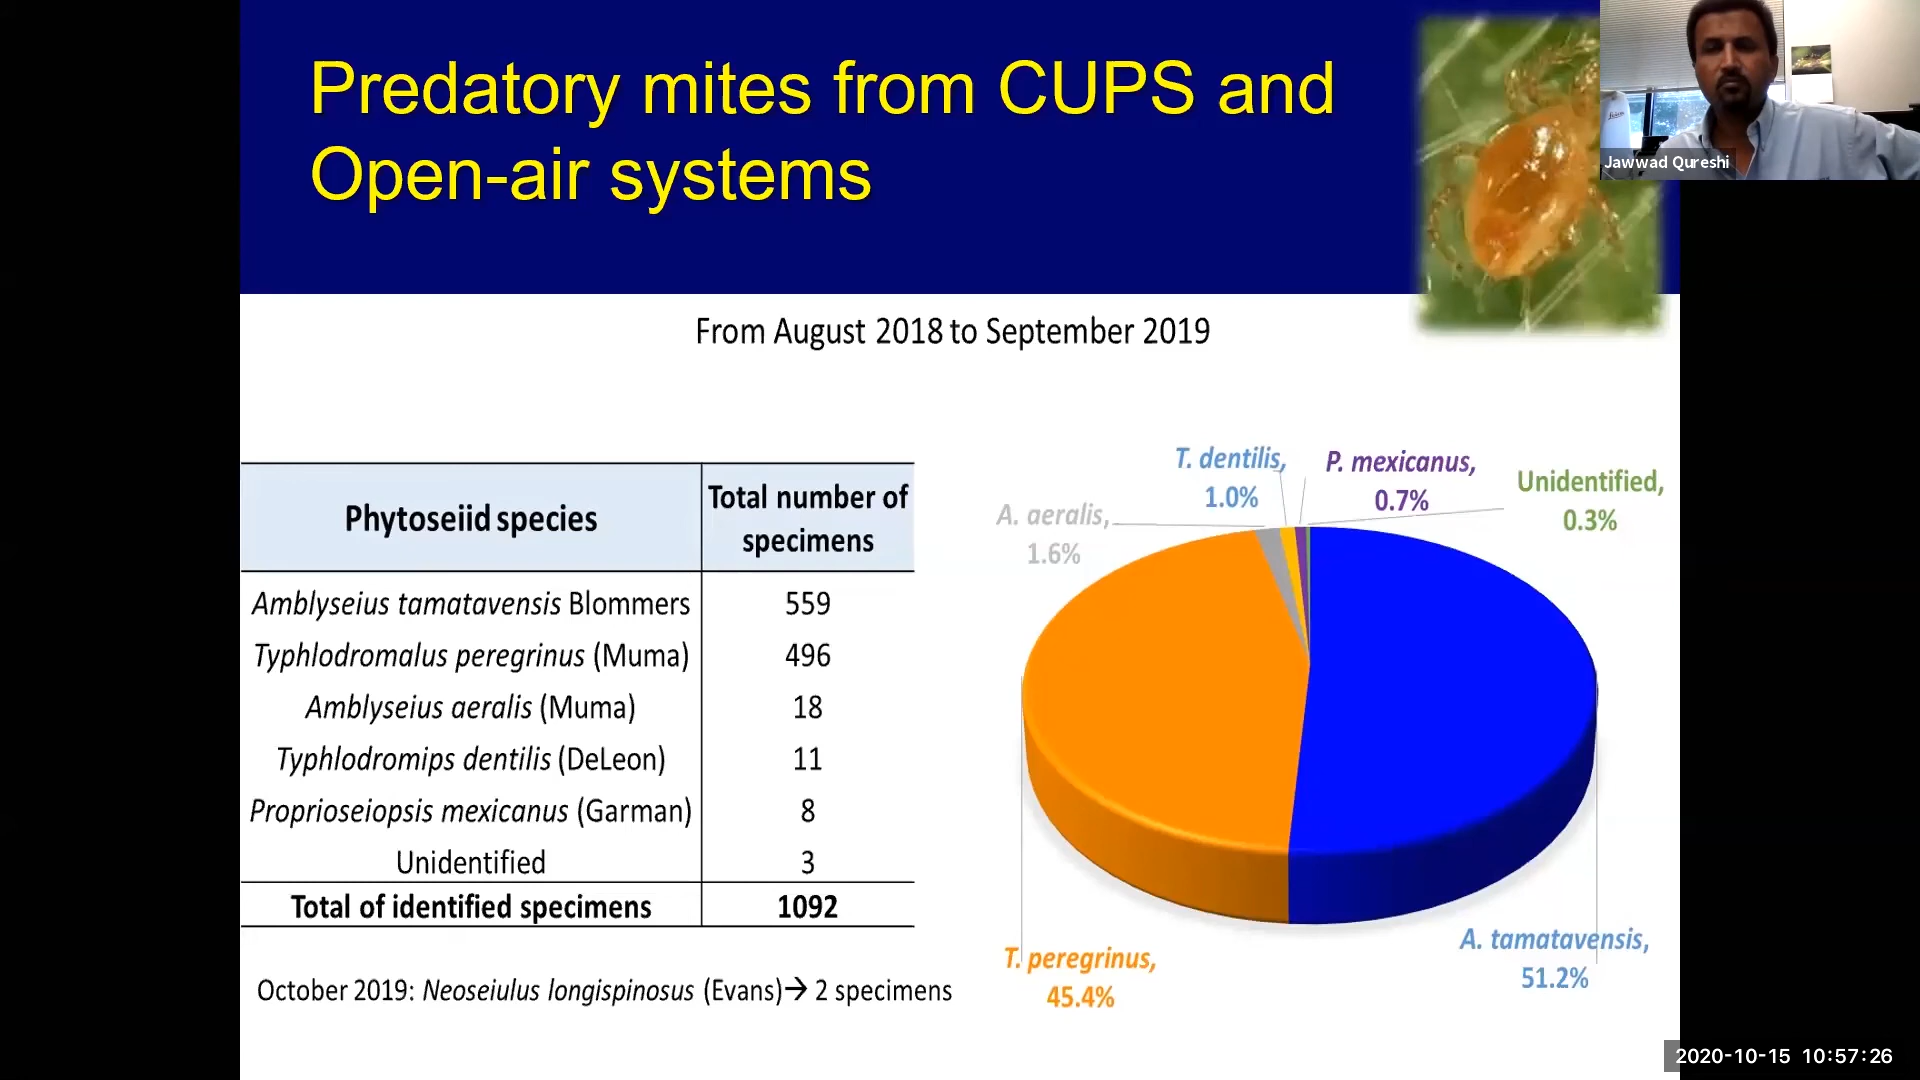 Predatory mites from CUPS and
Open-air systems
Jawwad Qureshi
From August 2018 to September 2019
Phytoseiid species
Total number of
specimens
Amblyseius tamatavensis Blommers 559
Typhlodromalus peregrinus (Muma) 496
Amblyseius aeralis (Muma) 18
Typhlodromips dentilis (DeLeon) 11
Proprioseiopsis mexicanus (Garman) 8
Unidentified 3
Total of identified specimens 1092
October 2019: Neoseiulus longispinosus (Evans)→ 2 specimens
T. dentilis,
1.0%
P. mexicanus,
0.7%
Unidentified,
0.3%
A. aeralis,
1.6%
T. peregrinus,
45.4%
A. tamatavensis,
51.2%
2020-10-15 10:57:26